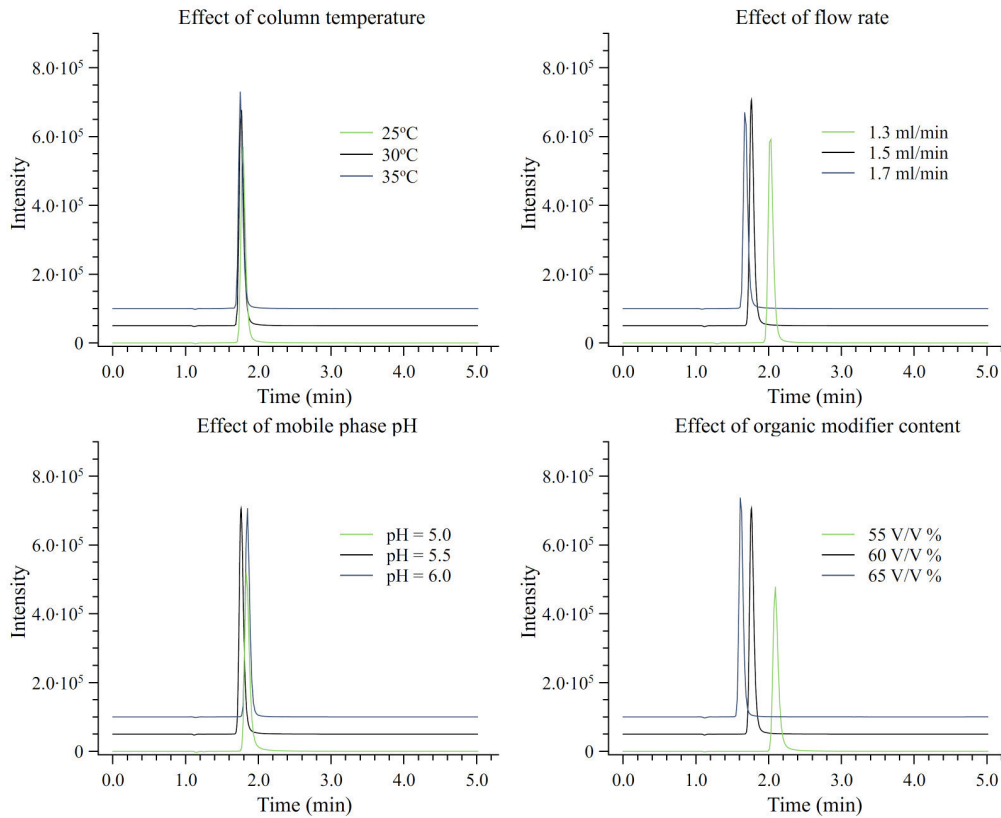 Effect of column temperature
Intensity
8.0·10⁵
6.0·10⁵
4.0·10⁵
2.0·10⁵
0
25ºC
30ºC
35ºC
0.0 1.0 2.0 3.0 4.0 5.0
Time (min)
Effect of flow rate
Intensity
8.0·10⁵
6.0·10⁵
4.0·10⁵
2.0·10⁵
0
1.3 ml/min
1.5 ml/min
1.7 ml/min
0.0 1.0 2.0 3.0 4.0 5.0
Time (min)
Effect of mobile phase pH
Intensity
8.0·10⁵
6.0·10⁵
4.0·10⁵
2.0·10⁵
0
pH = 5.0
pH = 5.5
pH = 6.0
0.0 1.0 2.0 3.0 4.0 5.0
Time (min)
Effect of organic modifier content
Intensity
8.0·10⁵
6.0·10⁵
4.0·10⁵
2.0·10⁵
0
55 V/V %
60 V/V %
65 V/V %
0.0 1.0 2.0 3.0 4.0 5.0
Time (min)